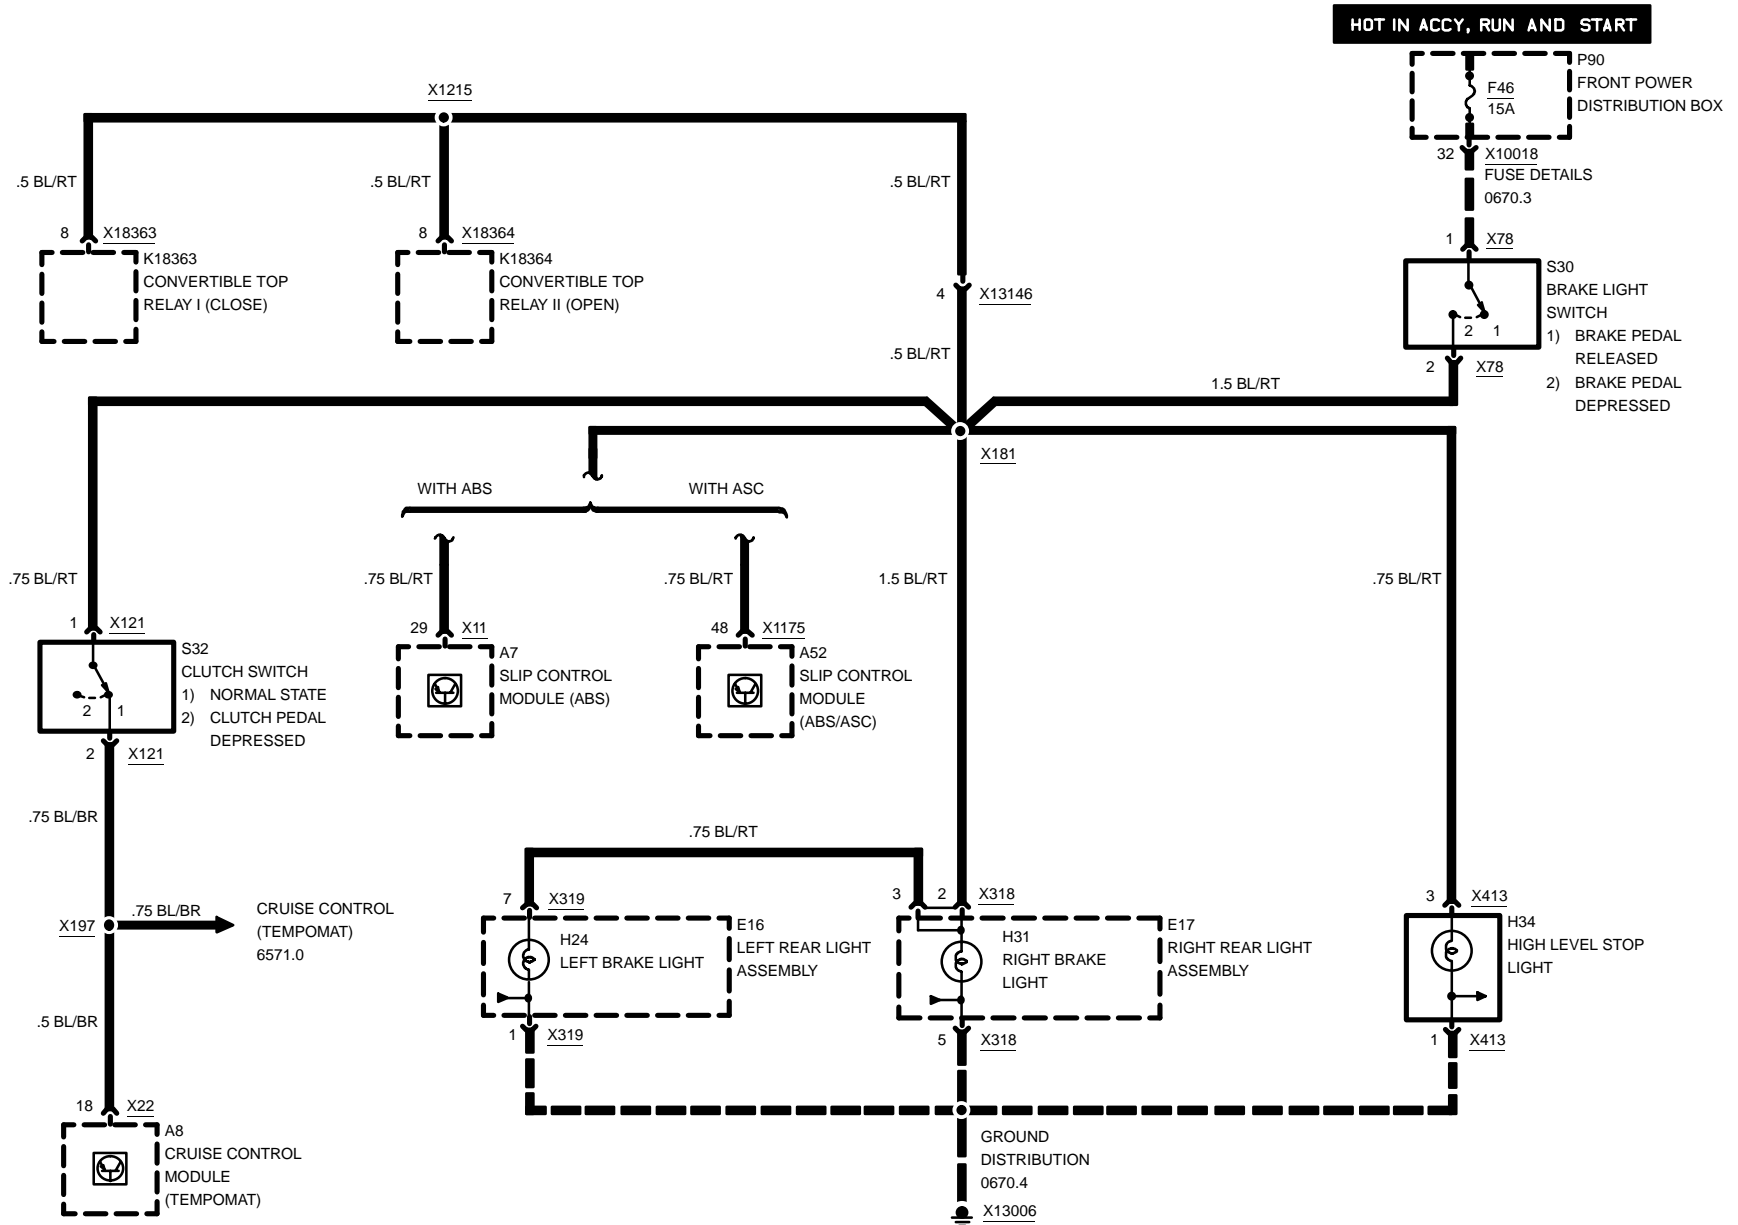 HOT IN ACCY, RUN AND START
P90
FRONT POWER
DISTRIBUTION BOX
F46
15A
32 X10018
FUSE DETAILS
0670.3
1 X78
S30
BRAKE LIGHT
SWITCH
1) BRAKE PEDAL
RELEASED
2) BRAKE PEDAL
DEPRESSED
2 1
2 X78
1.5 BL/RT
X1215
.5 BL/RT
.5 BL/RT
.5 BL/RT
8 X18363
K18363
CONVERTIBLE TOP
RELAY I (CLOSE)
8 X18364
K18364
CONVERTIBLE TOP
RELAY II (OPEN)
4 X13146
.5 BL/RT
X181
WITH ABS
WITH ASC
.75 BL/RT
.75 BL/RT
.75 BL/RT
1.5 BL/RT
.75 BL/RT
1 X121
S32
CLUTCH SWITCH
1) NORMAL STATE
2) CLUTCH PEDAL
DEPRESSED
2 1
2 X121
29 X11
A7
SLIP CONTROL
MODULE (ABS)
48 X1175
A52
SLIP CONTROL
MODULE
(ABS/ASC)
.75 BL/BR
X197
.75 BL/BR
CRUISE CONTROL
(TEMPOMAT)
6571.0
.5 BL/BR
18 X22
A8
CRUISE CONTROL
MODULE
(TEMPOMAT)
.75 BL/RT
7 X319
H24
LEFT BRAKE LIGHT
E16
LEFT REAR LIGHT
ASSEMBLY
1 X319
3 2 X318
H31
RIGHT BRAKE
LIGHT
E17
RIGHT REAR LIGHT
ASSEMBLY
5 X318
3 X413
H34
HIGH LEVEL STOP
LIGHT
1 X413
GROUND
DISTRIBUTION
0670.4
X13006